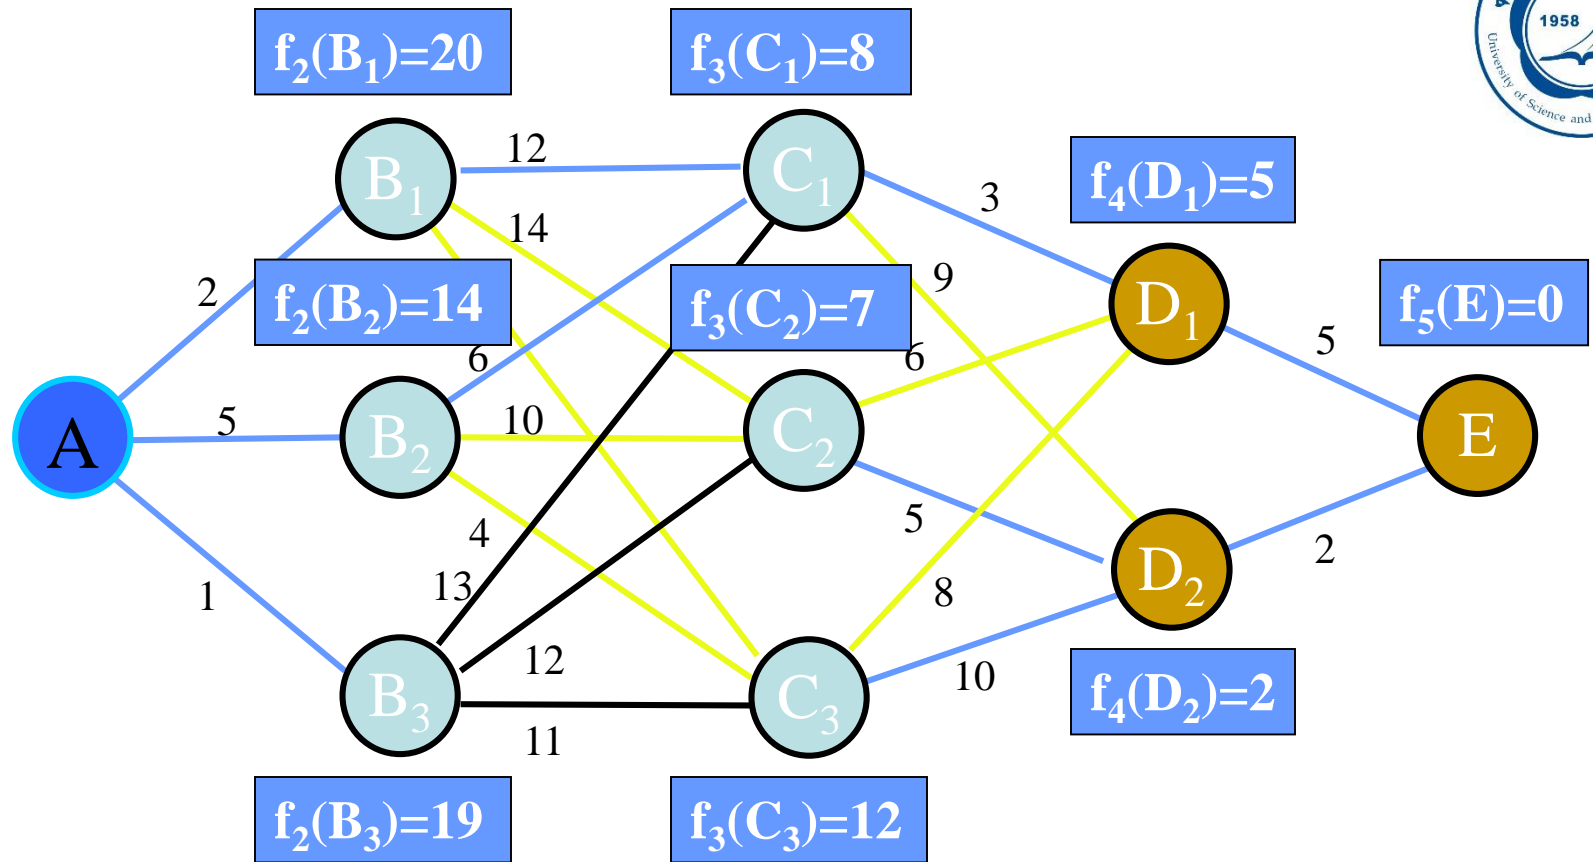 f2(B1)=20
f3(C1)=8
1958
University of Science and
B1
12
C1
f4(D1)=5
3
14
2
f2(B2)=14
f3(C2)=7
9
D1
f5(E)=0
6
6
5
A
5
B2
10
C2
E
4
5
2
13
8
D2
1
12
10
B3
C3
f4(D2)=2
11
f2(B3)=19
f3(C3)=12